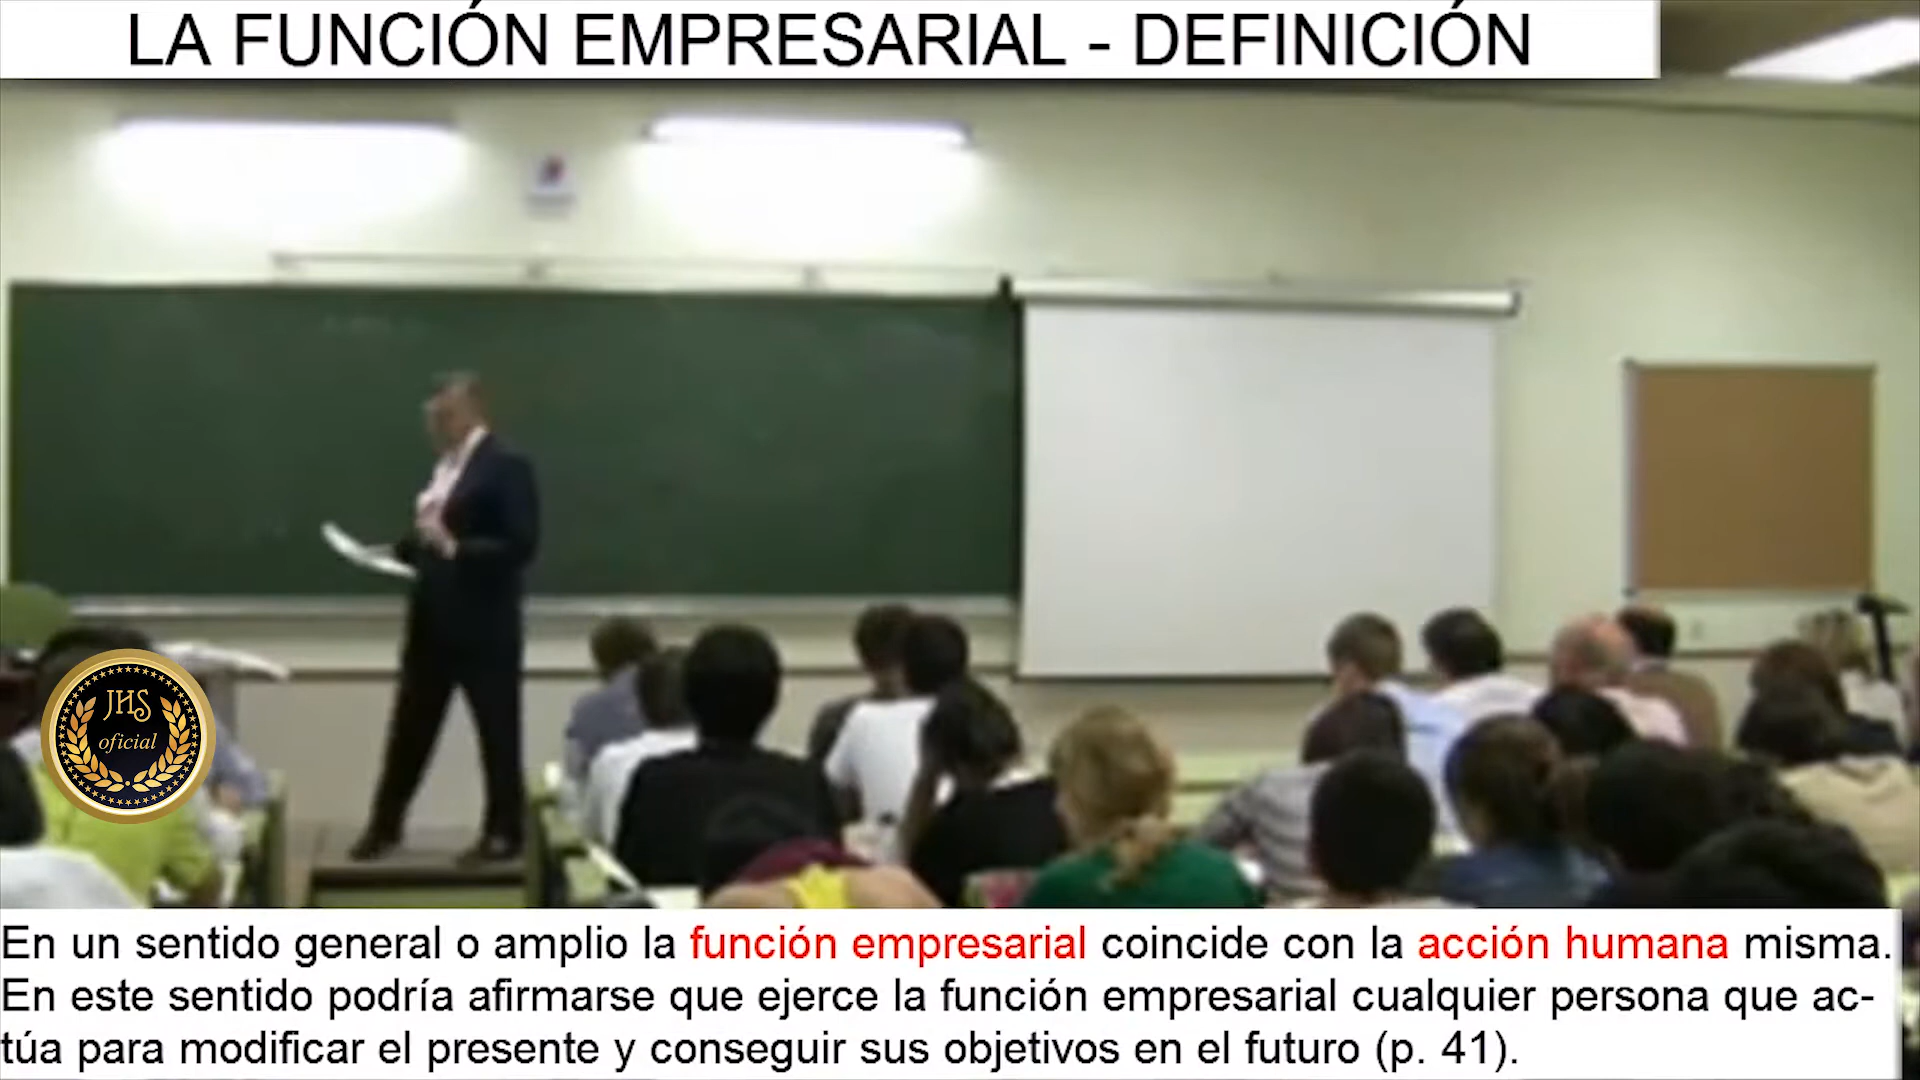 LA FUNCIÓN EMPRESARIAL - DEFINICIÓN
JHS
oficial
En un sentido general o amplio la función empresarial coincide con la acción humana misma.
En este sentido podría afirmarse que ejerce la función empresarial cualquier persona que ac-
túa para modificar el presente y conseguir sus objetivos en el futuro (p. 41).